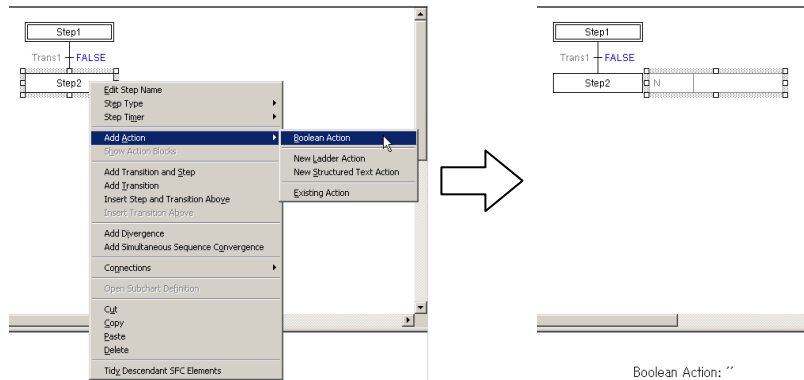 Step1
Trans1 FALSE
Step2
Edit Step Name
Step Type
Step Timer
Add Action
Show Action Blocks
Add Transition and Step
Add Transition
Insert Step and Transition Above
Insert Transition Above
Add Divergence
Add Simultaneous Sequence Convergence
Connections
Open Subchart Definition
Cut
Copy
Paste
Delete
Tidy Descendant SFC Elements
Boolean Action
New Ladder Action
New Structured Text Action
Existing Action
Step1
Trans1 FALSE
Step2 N
Boolean Action: ´´